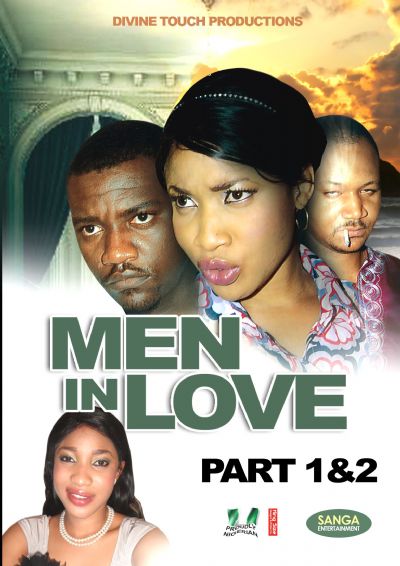 DIVINE TOUCH PRODUCTIONS
MEN
IN LOVE
PART 1&2
PROUDLY
NIGERIAN
SANGA
ENTERTAINMENT